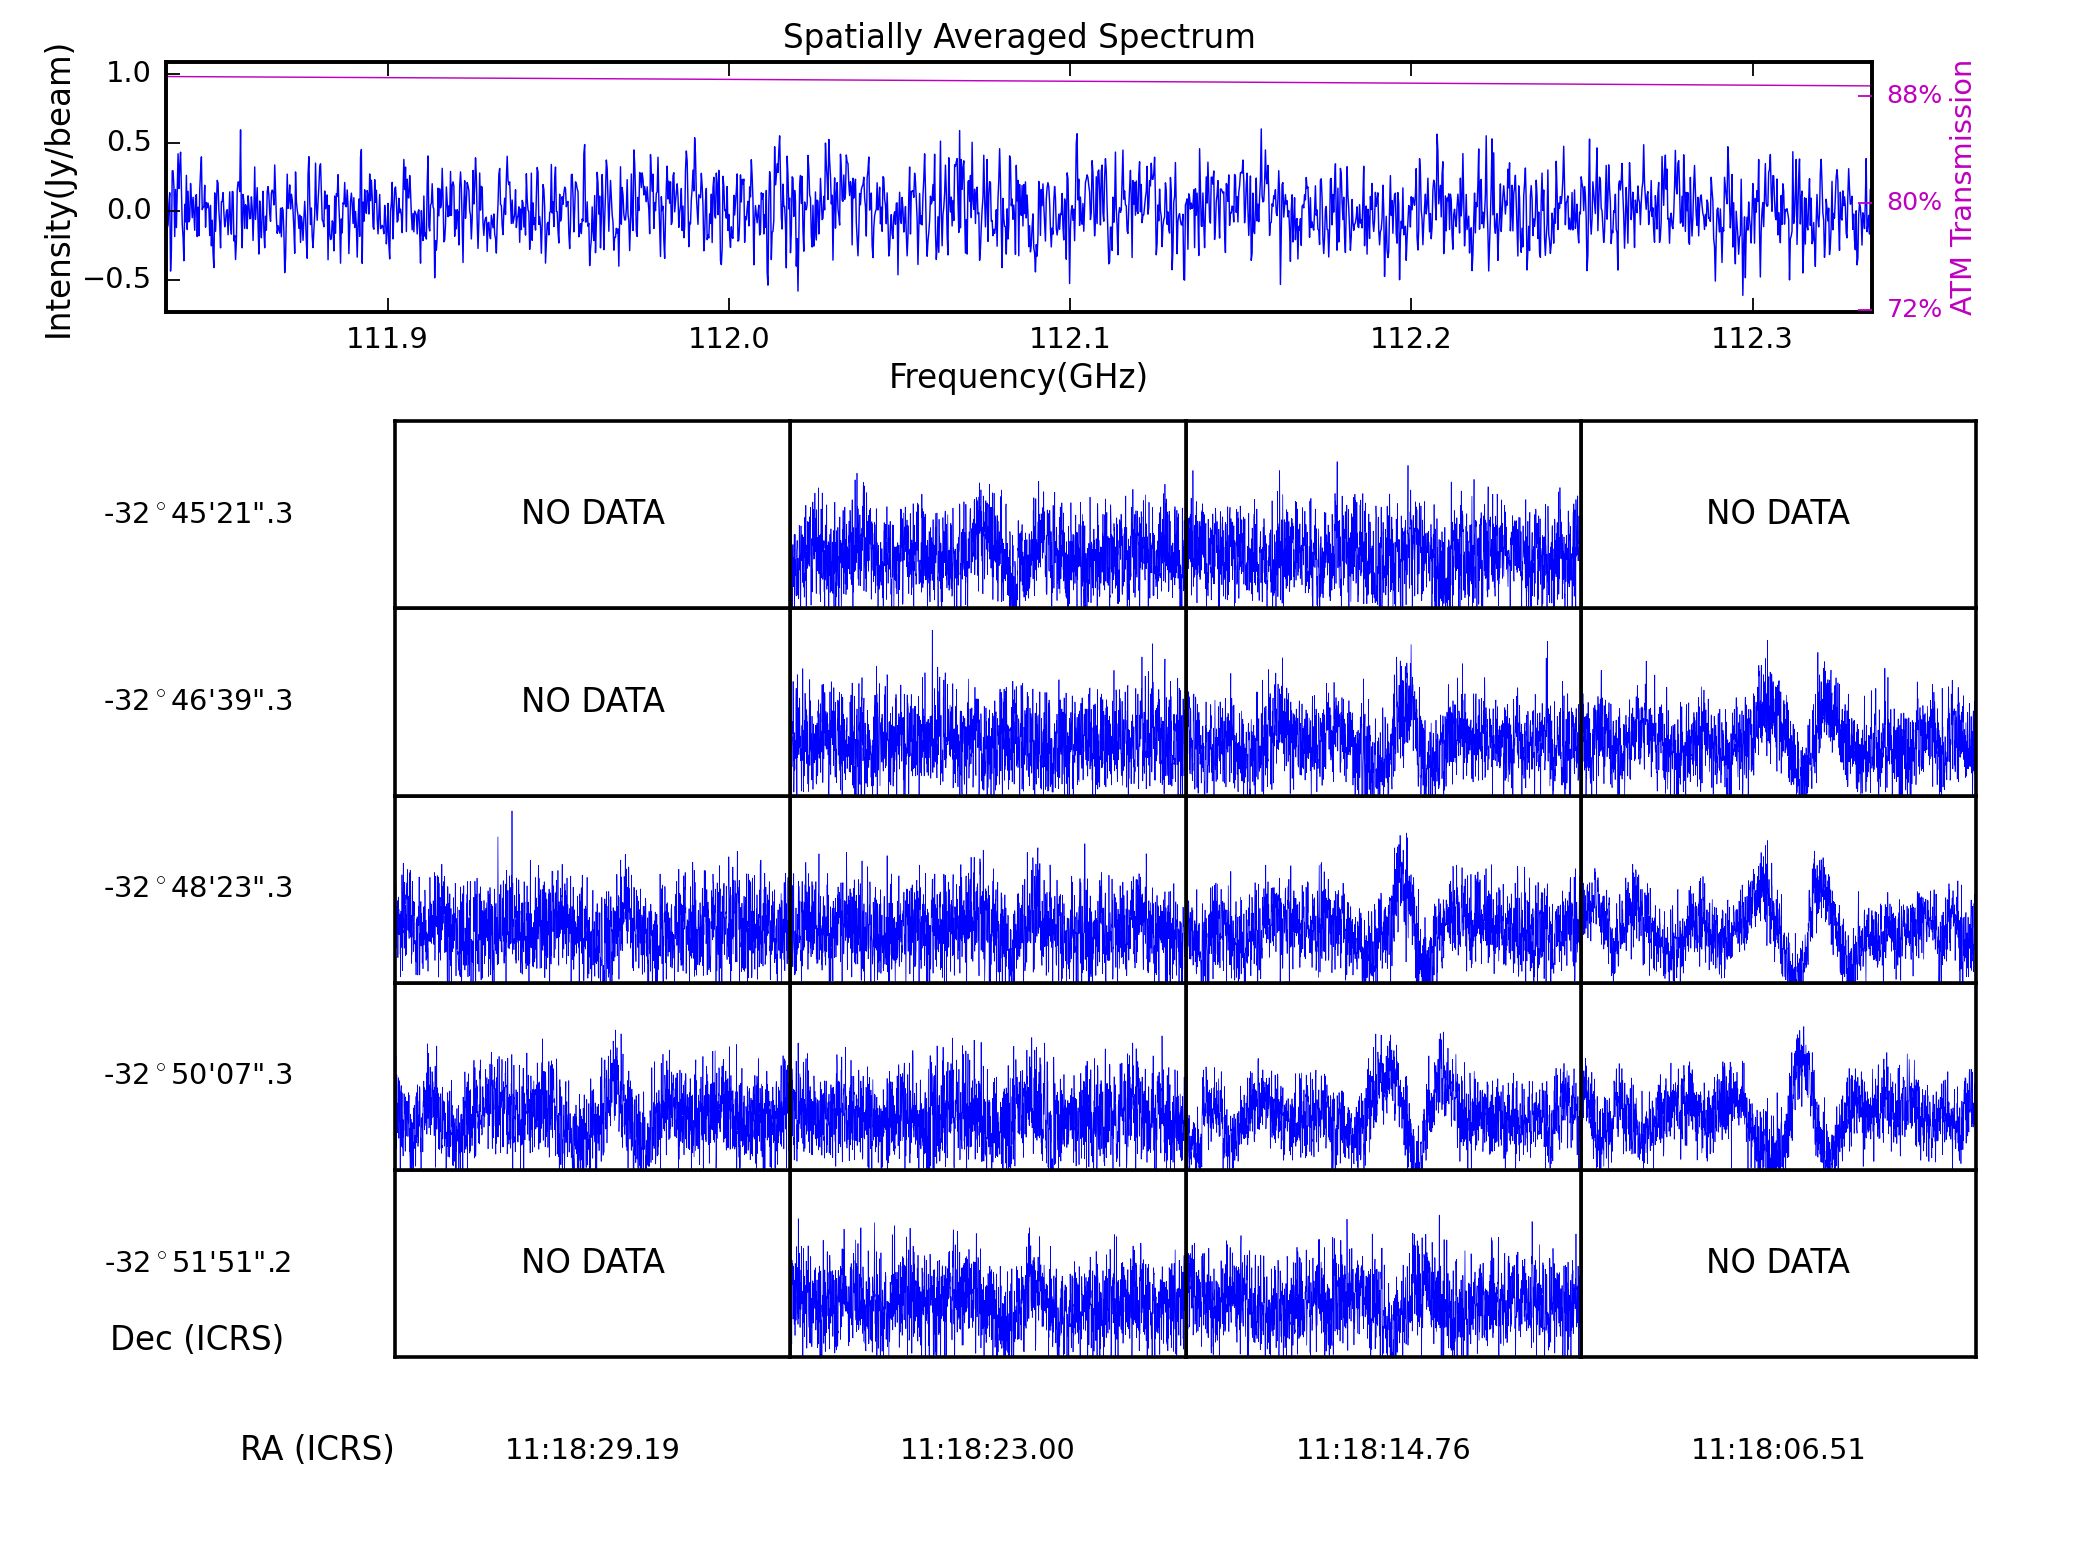 Spatially Averaged Spectrum
Intensity(Jy/beam)
1.0
0.5
0.0
−0.5
88%
80%
72%
ATM Transmission
111.9 112.0 112.1 112.2 112.3
Frequency(GHz)
-32°45'21".3 NO DATA NO DATA
-32°46'39".3 NO DATA
-32°48'23".3
-32°50'07".3
-32°51'51".2 NO DATA NO DATA
Dec (ICRS)
RA (ICRS) 11:18:29.19 11:18:23.00 11:18:14.76 11:18:06.51